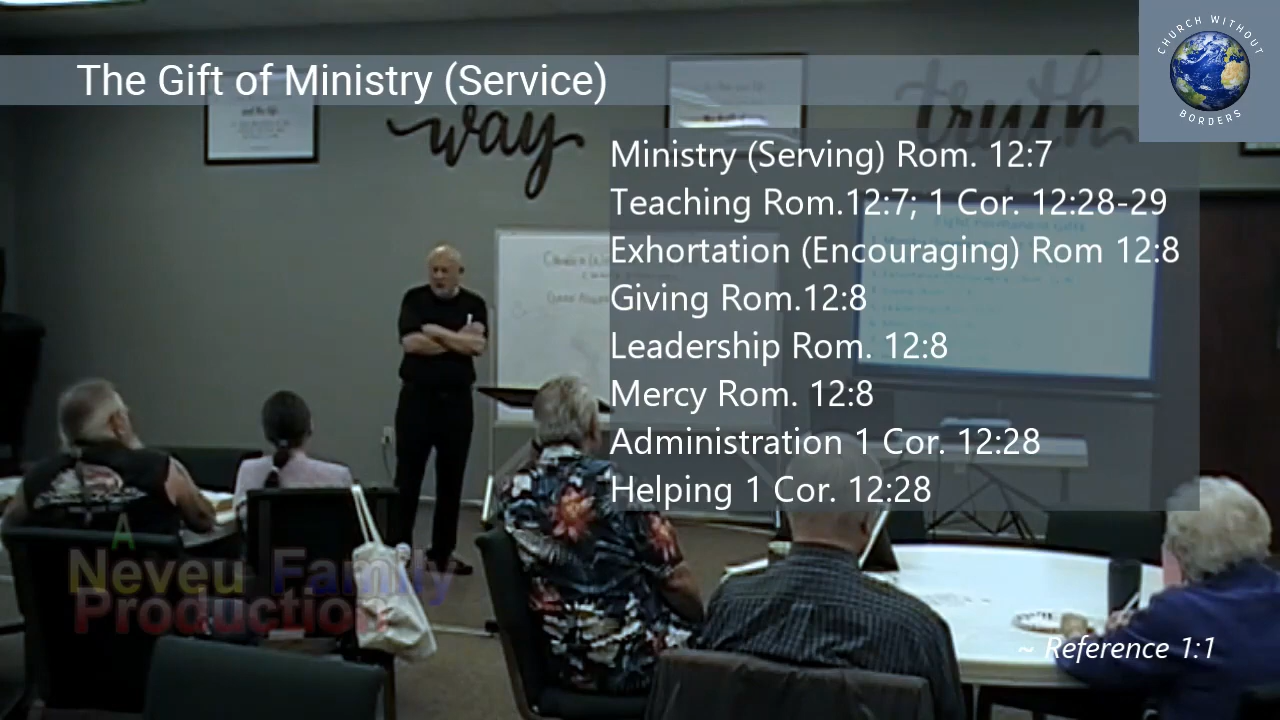 The Gift of Ministry (Service)
CHURCH WITHOUT
BORDERS
way
truth
Ministry (Serving) Rom. 12:7
Teaching Rom.12:7; 1 Cor. 12:28-29
Exhortation (Encouraging) Rom 12:8
Giving Rom.12:8
Leadership Rom. 12:8
Mercy Rom. 12:8
Administration 1 Cor. 12:28
Helping 1 Cor. 12:28
A
Neveu Family
Production
~ Reference 1:1